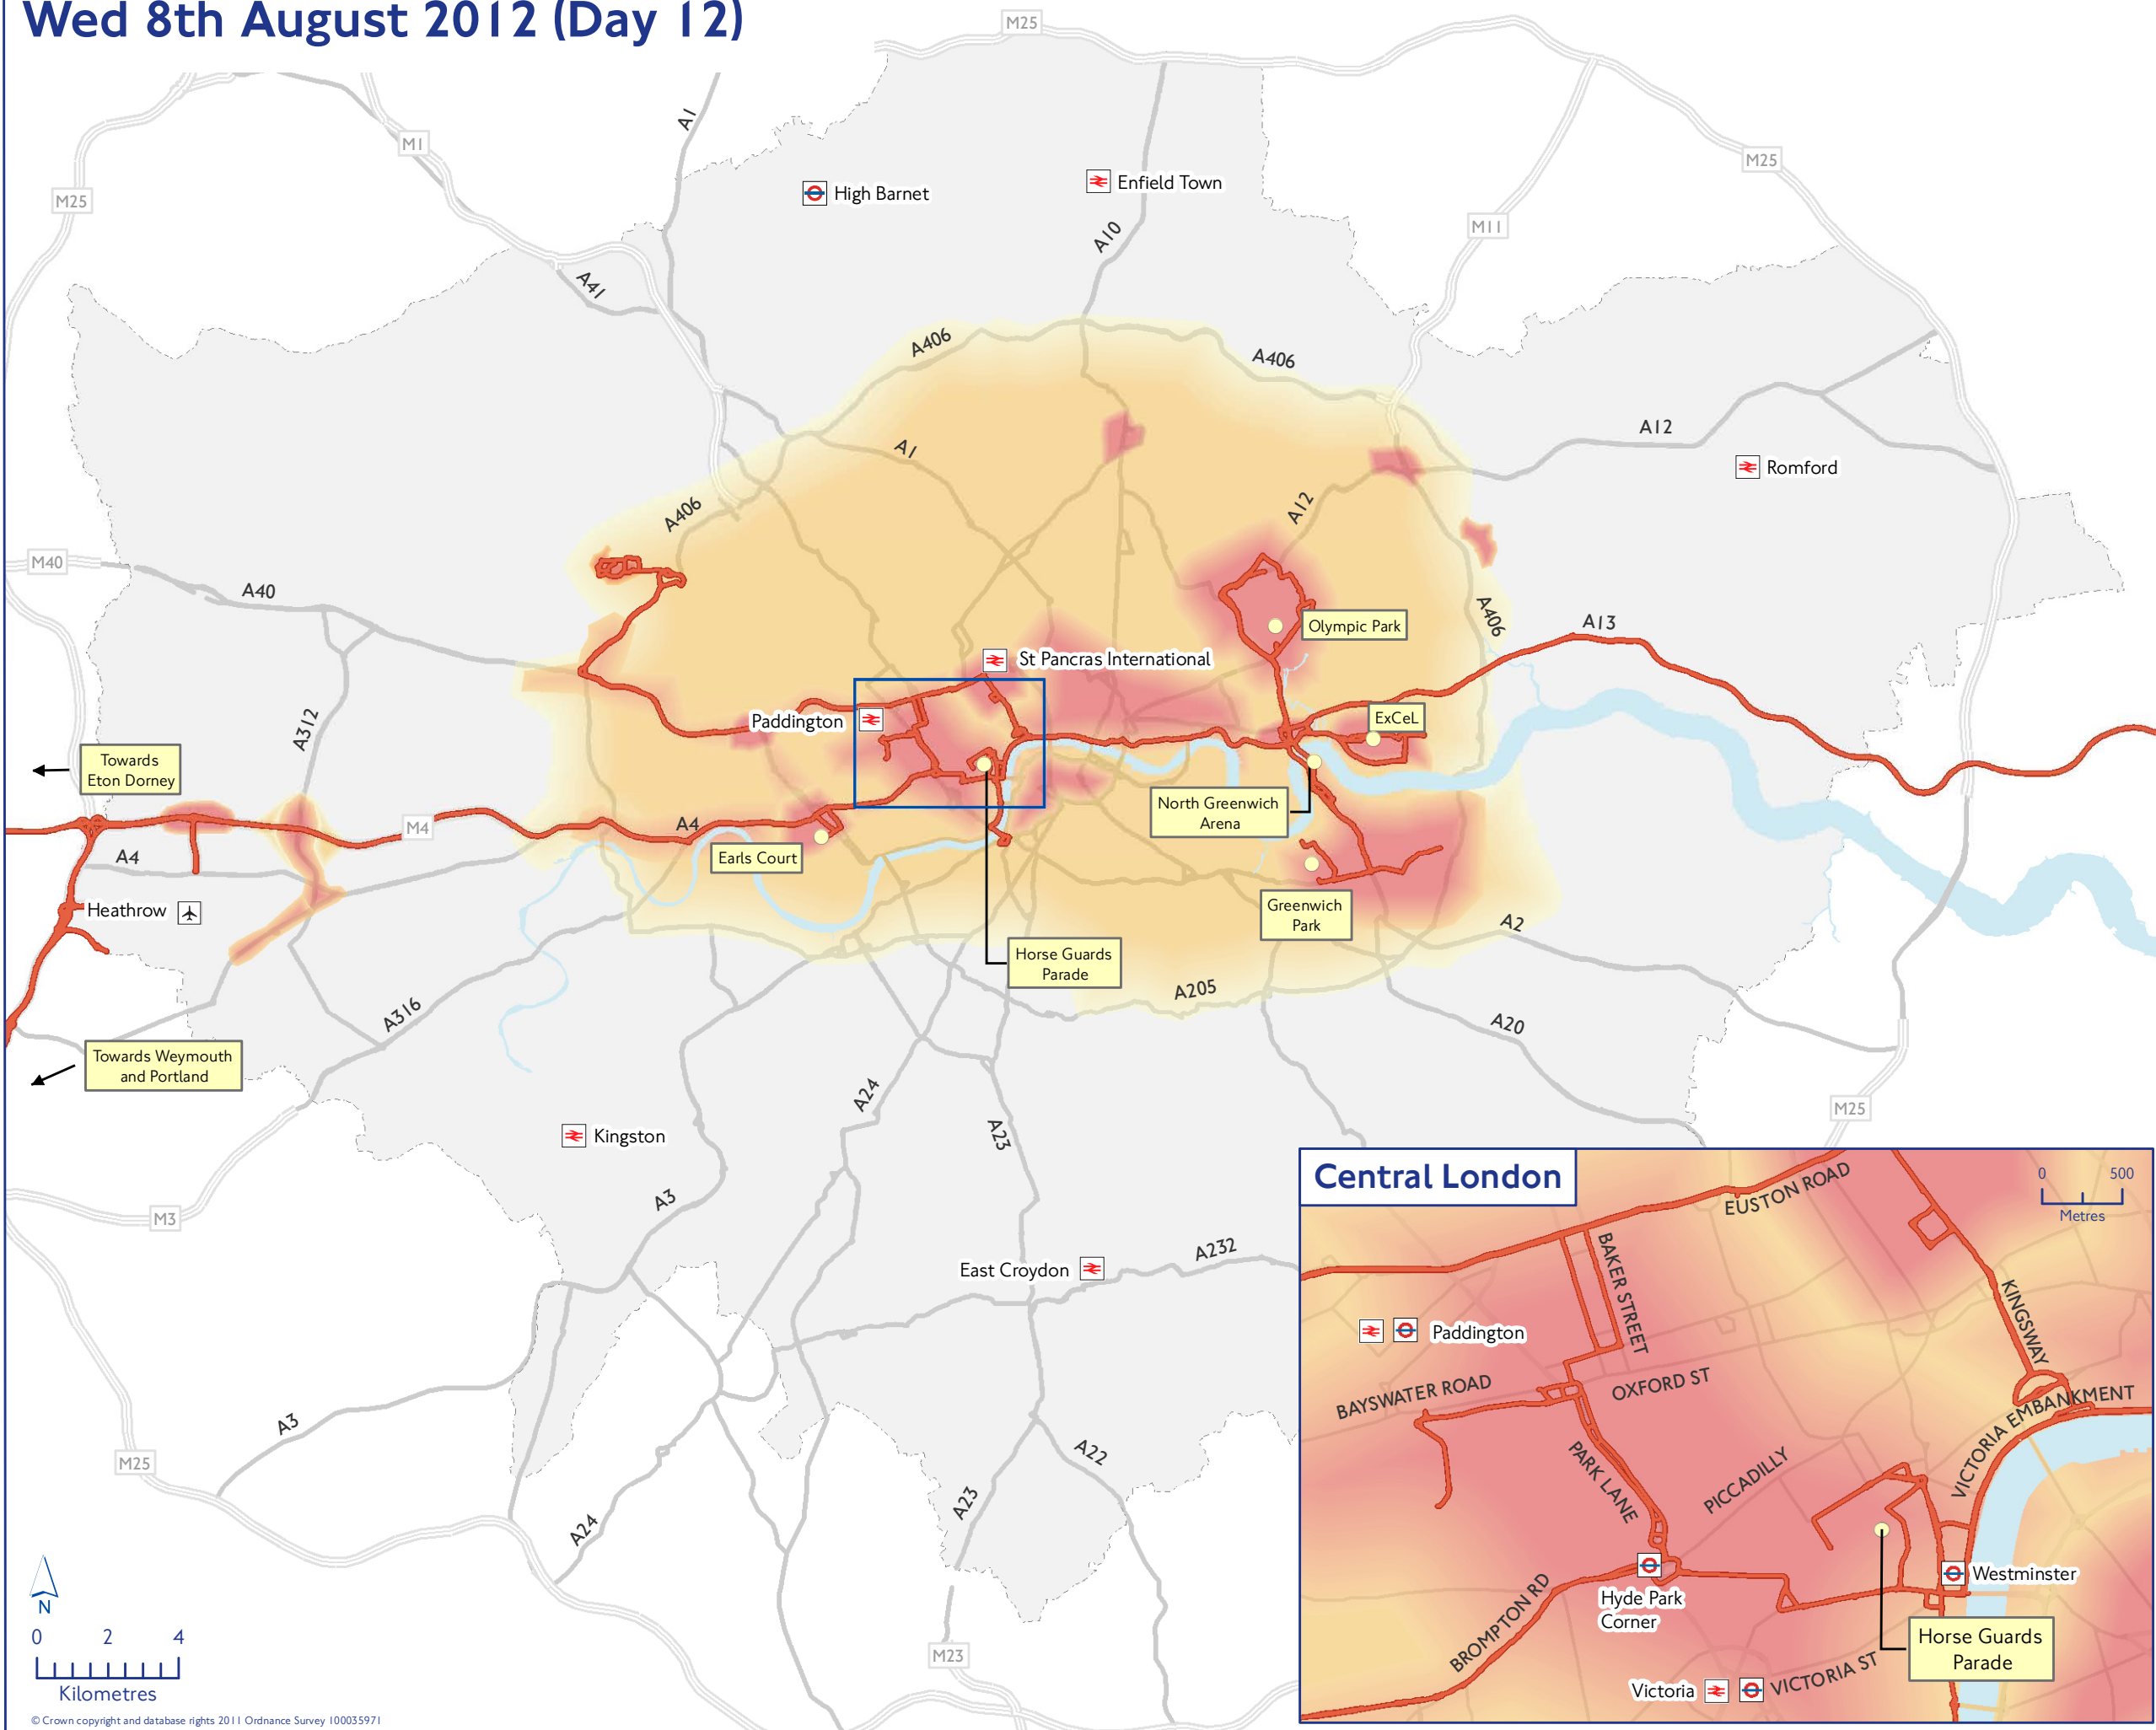 Wed 8th August 2012 (Day 12)
M25
A1
M1
M25
High Barnet
Enfield Town
M25
M11
A10
A41
A406
A406
A12
A1
Romford
A406
A12
M40
A40
A406
A13
Olympic Park
St Pancras International
A312
Paddington
ExCeL
Towards
Eton Dorney
North Greenwich
Arena
M4
A4
A4
Earls Court
Heathrow
Greenwich
Park
A2
Horse Guards
Parade
A205
A316
A20
Towards Weymouth
and Portland
A24
M25
A23
Kingston
A3
M3
A232
East Croydon
A3
M25
A22
A23
A24
M23
N
0 2 4
Kilometres
© Crown copyright and database rights 2011 Ordnance Survey 100035971
Central London
0 500
Metres
EUSTON ROAD
BAKER STREET
KINGSWAY
Paddington
OXFORD ST
BAYSWATER ROAD
VICTORIA EMBANKMENT
PARK LANE
PICCADILLY
Westminster
Hyde Park
Corner
BROMPTON RD
Horse Guards
Parade
Victoria
VICTORIA ST